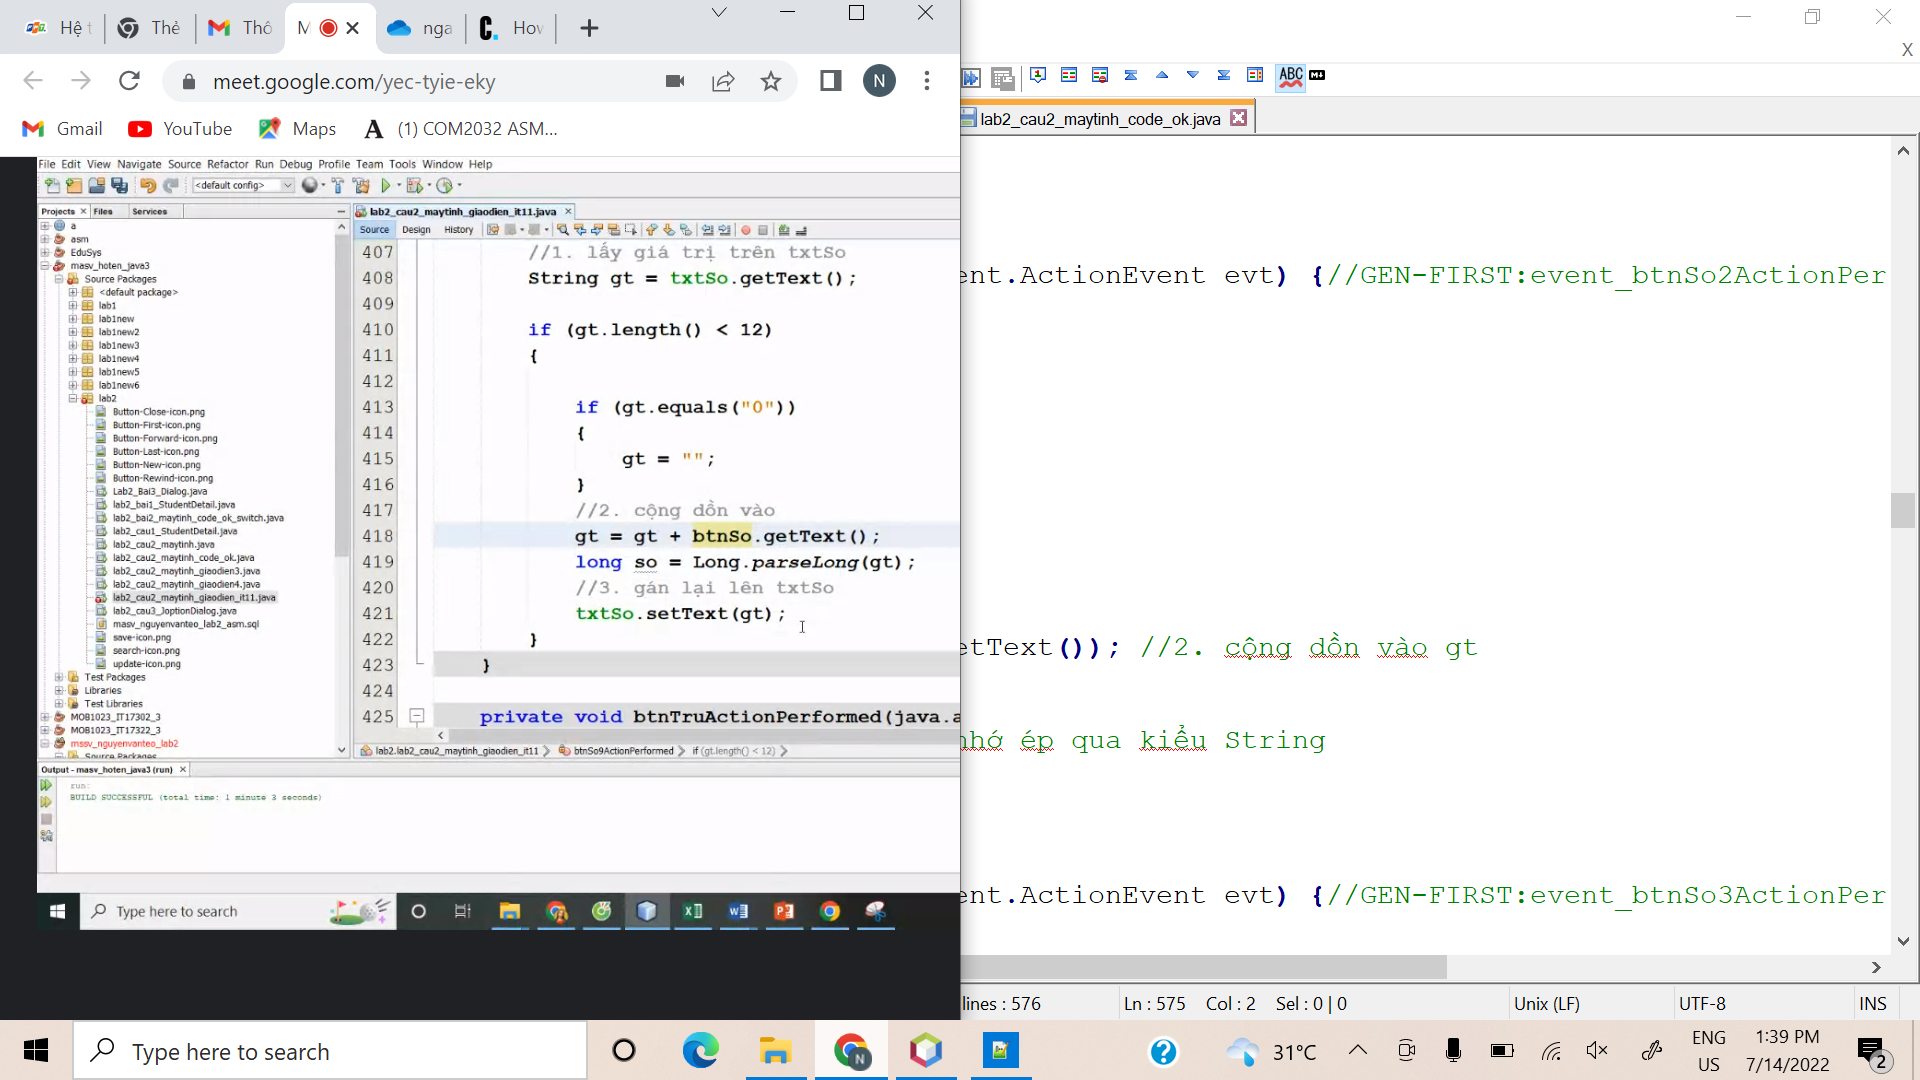 Hệ t
Thẻ
Thô
M
nga
C.
Hov
meet.google.com/yec-tyie-eky
N
Gmail
YouTube
Maps
(1) COM2032 ASM...
File Edit View Navigate Source Refactor Run Debug Profile Team Tools Window Help
<default config>
Projects
Files
Services
a
asm
EduSys
masv_hoten_java3
Source Packages
<default package>
lab1
lab1new
lab1new2
lab1new3
lab1new4
lab1new5
lab1new6
lab2
Button-Close-icon.png
Button-First-icon.png
Button-Forward-icon.png
Button-Last-icon.png
Button-New-icon.png
Button-Rewind-icon.png
Lab2_Bai3_Dialog.java
lab2_bai1_StudentDetail.java
lab2_bai2_maytinh_code_ok_switch.java
lab2_cau1_StudentDetail.java
lab2_cau2_maytinh.java
lab2_cau2_maytinh_code_ok.java
lab2_cau2_maytinh_giaodien3.java
lab2_cau2_maytinh_giaodien4.java
lab2_cau2_maytinh_giaodien_it11.java
lab2_cau3_JoptionDialog.java
masv_nguyenvanteo_lab2_asm.sql
save-icon.png
search-icon.png
update-icon.png
Test Packages
Libraries
Test Libraries
MOB1023_IT17302_3
MOB1023_IT17322_3
mssv_nguyenvanteo_lab2
Source Packages
lab2_cau2_maytinh_giaodien_it11.java
Source Design History
407 //1. lấy giá trị trên txtSo
408 String gt = txtSo.getText();
409
410 if (gt.length() < 12)
411 {
412
413 if (gt.equals("0"))
414 {
415 gt = "";
416 }
417 //2. cộng dồn vào
418 gt = gt + btnSo.getText();
419 long so = Long.parseLong(gt);
420 //3. gán lại lên txtSo
421 txtSo.setText(gt);
422 }
423 }
424
425 private void btnTruActionPerformed(java.a
lab2.lab2_cau2_maytinh_giaodien_it11
btnSo9ActionPerformed
if (gt.length() < 12)
Output - masv_hoten_java3 (run)
run:
BUILD SUCCESSFUL (total time: 1 minute 3 seconds)
Type here to search
X
ABC
lab2_cau2_maytinh_code_ok.java
ent.ActionEvent evt) {//GEN-FIRST:event_btnSo2ActionPer
etText()); //2. cộng dồn vào gt
nhớ ép qua kiểu String
ent.ActionEvent evt) {//GEN-FIRST:event_btnSo3ActionPer
lines : 576
Ln : 575 Col : 2 Sel : 0 | 0
Unix (LF)
UTF-8
INS
Type here to search
N
31°C
ENG
US
1:39 PM
7/14/2022
2